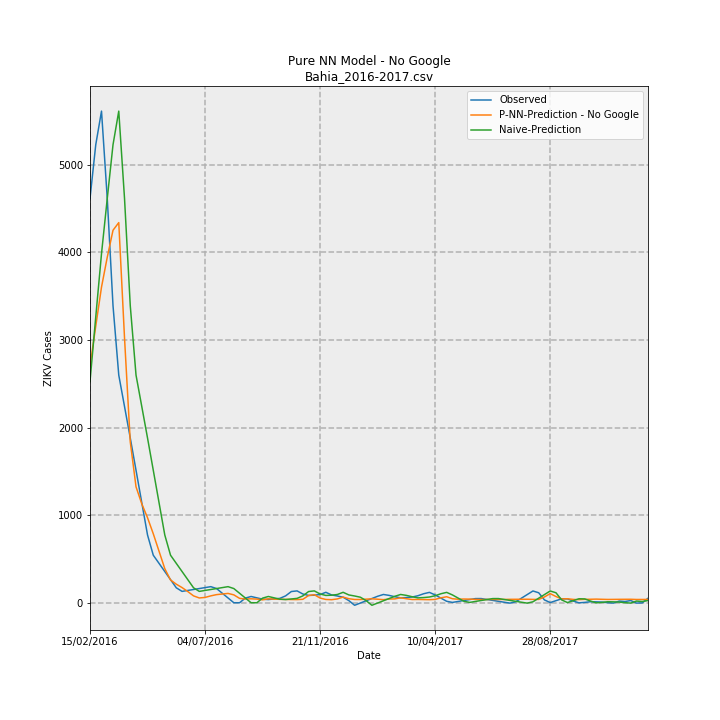 Pure NN Model - No Google
Bahia_2016-2017.csv
Observed
P-NN-Prediction - No Google
Naive-Prediction
5000
4000
3000
2000
1000
0
ZIKV Cases
15/02/2016
04/07/2016
21/11/2016
10/04/2017
28/08/2017
Date